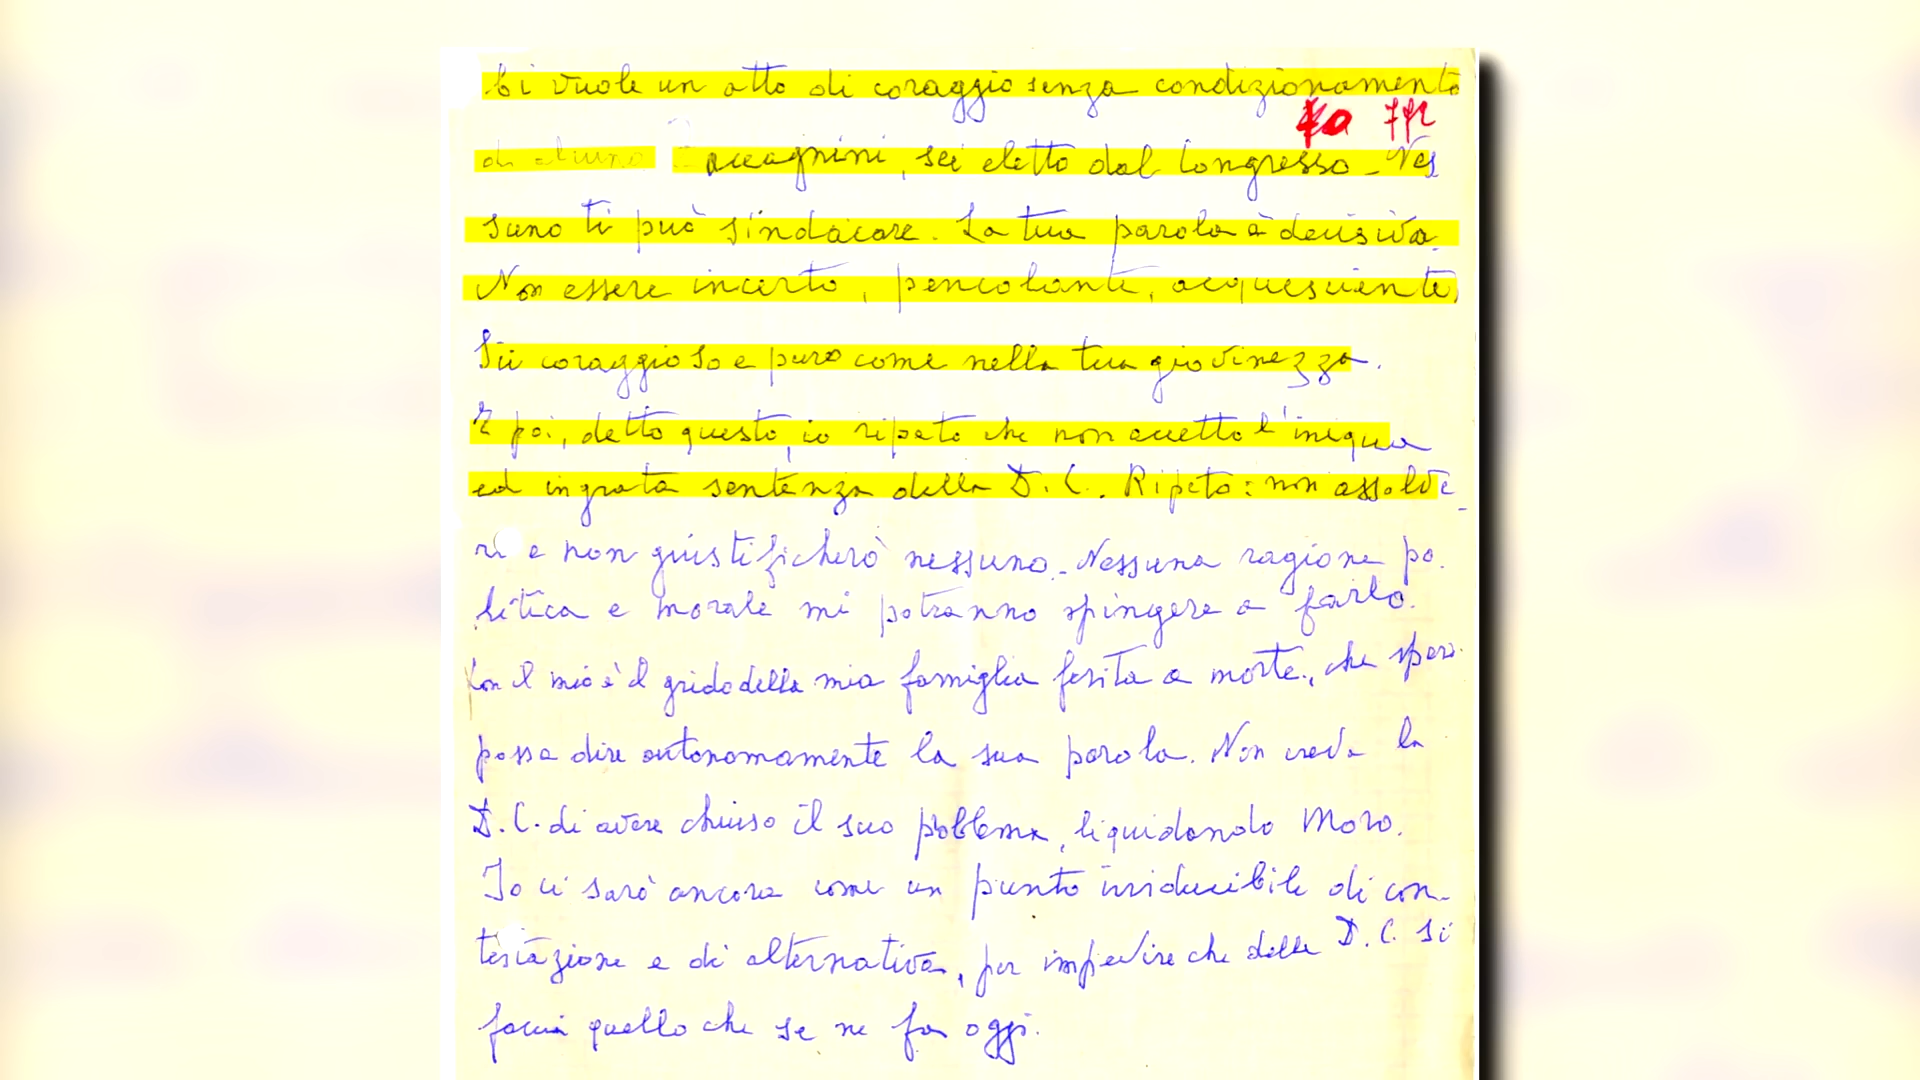 Ci vuole un atto di coraggio senza condizionamento
di alcuno Zaccagnini, sei eletto dal Congresso - Nes
suno ti può sindacare. La tua parola è decisiva.
Non essere incerto, pencolante, acquiescente.
Sii coraggioso e puro come nella tua giovinezza.
E poi, detto questo, io ripeto che non accetto l'iniqua
ed ingrata sentenza della D.C. Ripeto: non assolve-
rò e non giustificherò nessuno. - Nessuna ragione po-
litica e morale mi potranno spingere a farlo.
Con il mio è il grido della mia famiglia ferita a morte, che spero
possa dire autonomamente la sua parola. Non creda la
D.C. di avere chiuso il suo problema, liquidando Moro.
Io ci sarò ancora come un punto irriducibile di con-
testazione e di alternativa, per impedire che della D.C. si
faccia quello che se ne fa oggi.